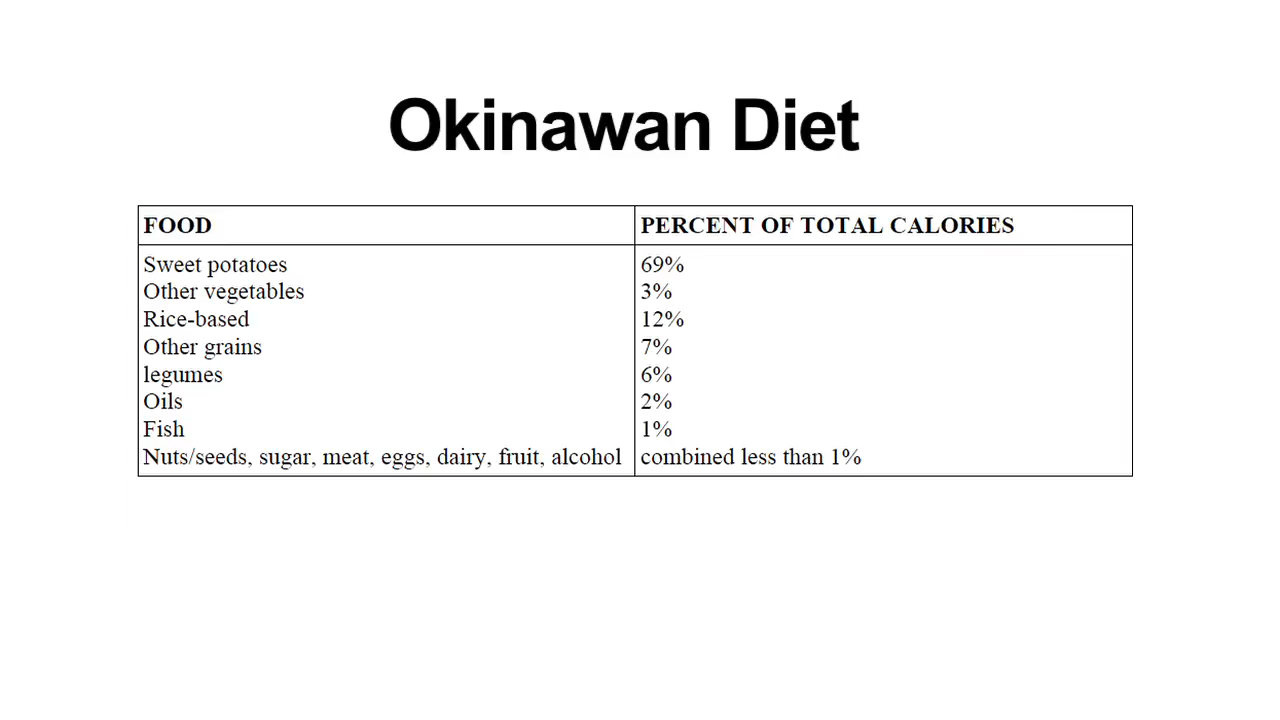 Okinawan Diet
FOOD PERCENT OF TOTAL CALORIES
Sweet potatoes 69%
Other vegetables 3%
Rice-based 12%
Other grains 7%
legumes 6%
Oils 2%
Fish 1%
Nuts/seeds, sugar, meat, eggs, dairy, fruit, alcohol combined less than 1%